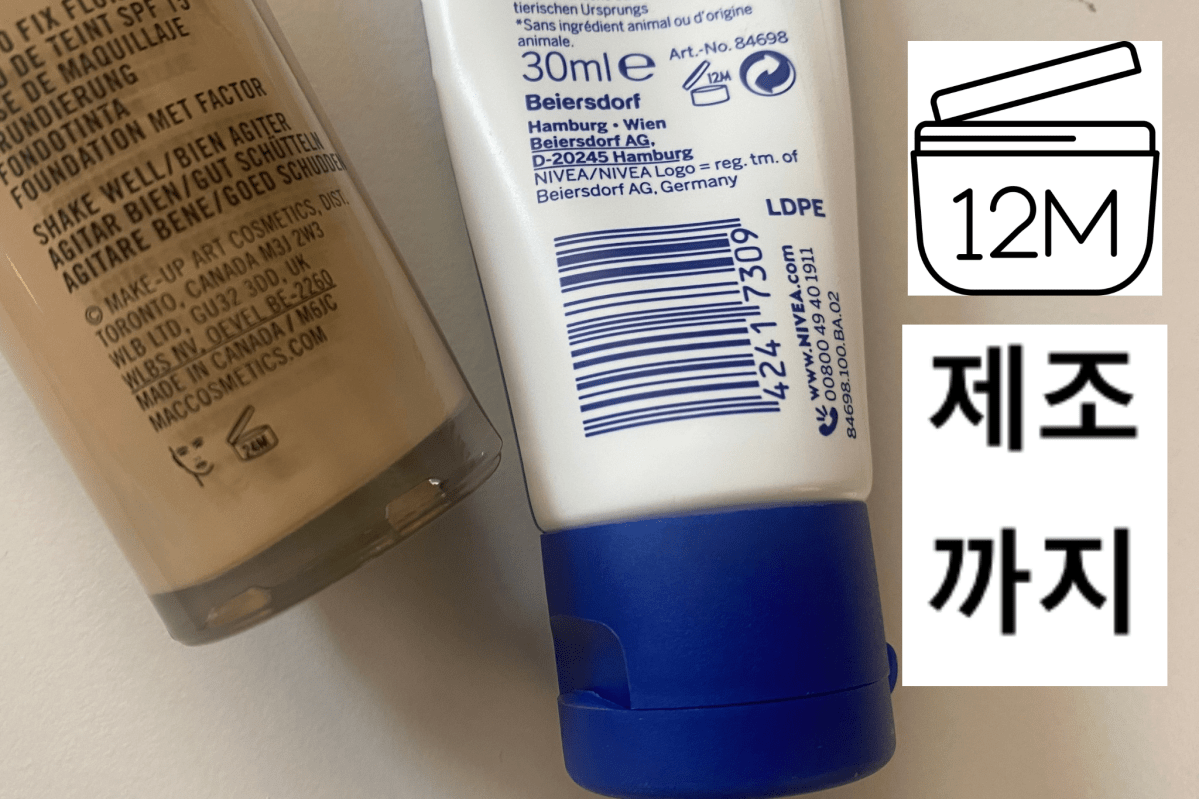 FIX FLUI
DE TEINT SPF 15
DE MAQUILLAJE
RUNDIERUNG
FONDOTINTA
FOUNDATION MET FACTOR
SHAKE WELL/BIEN AGITER
AGITAR BIEN/GUT SCHÜTTELN
AGITARE BENE/GOED SCHUDDEN
© MAKE-UP ART COSMETICS, DIST.
TORONTO, CANADA M3J 2W3
WLB LTD, GU32 3DD, UK
WLBS NV, OEVEL BE-2260
MADE IN CANADA / M6JC
MACCOSMETICS.COM
24M
tierischen Ursprungs
*Sans ingrédient animal ou d'origine
animale.
30ml e
Art.-No. 84698
12M
Beiersdorf
Hamburg • Wien
Beiersdorf AG,
D-20245 Hamburg
NIVEA/NIVEA Logo = reg. tm. of
Beiersdorf AG, Germany
LDPE
4241 7309
www.NIVEA.com
00800 49 40 1911
84698.100.BA.02
12M
제조
까지